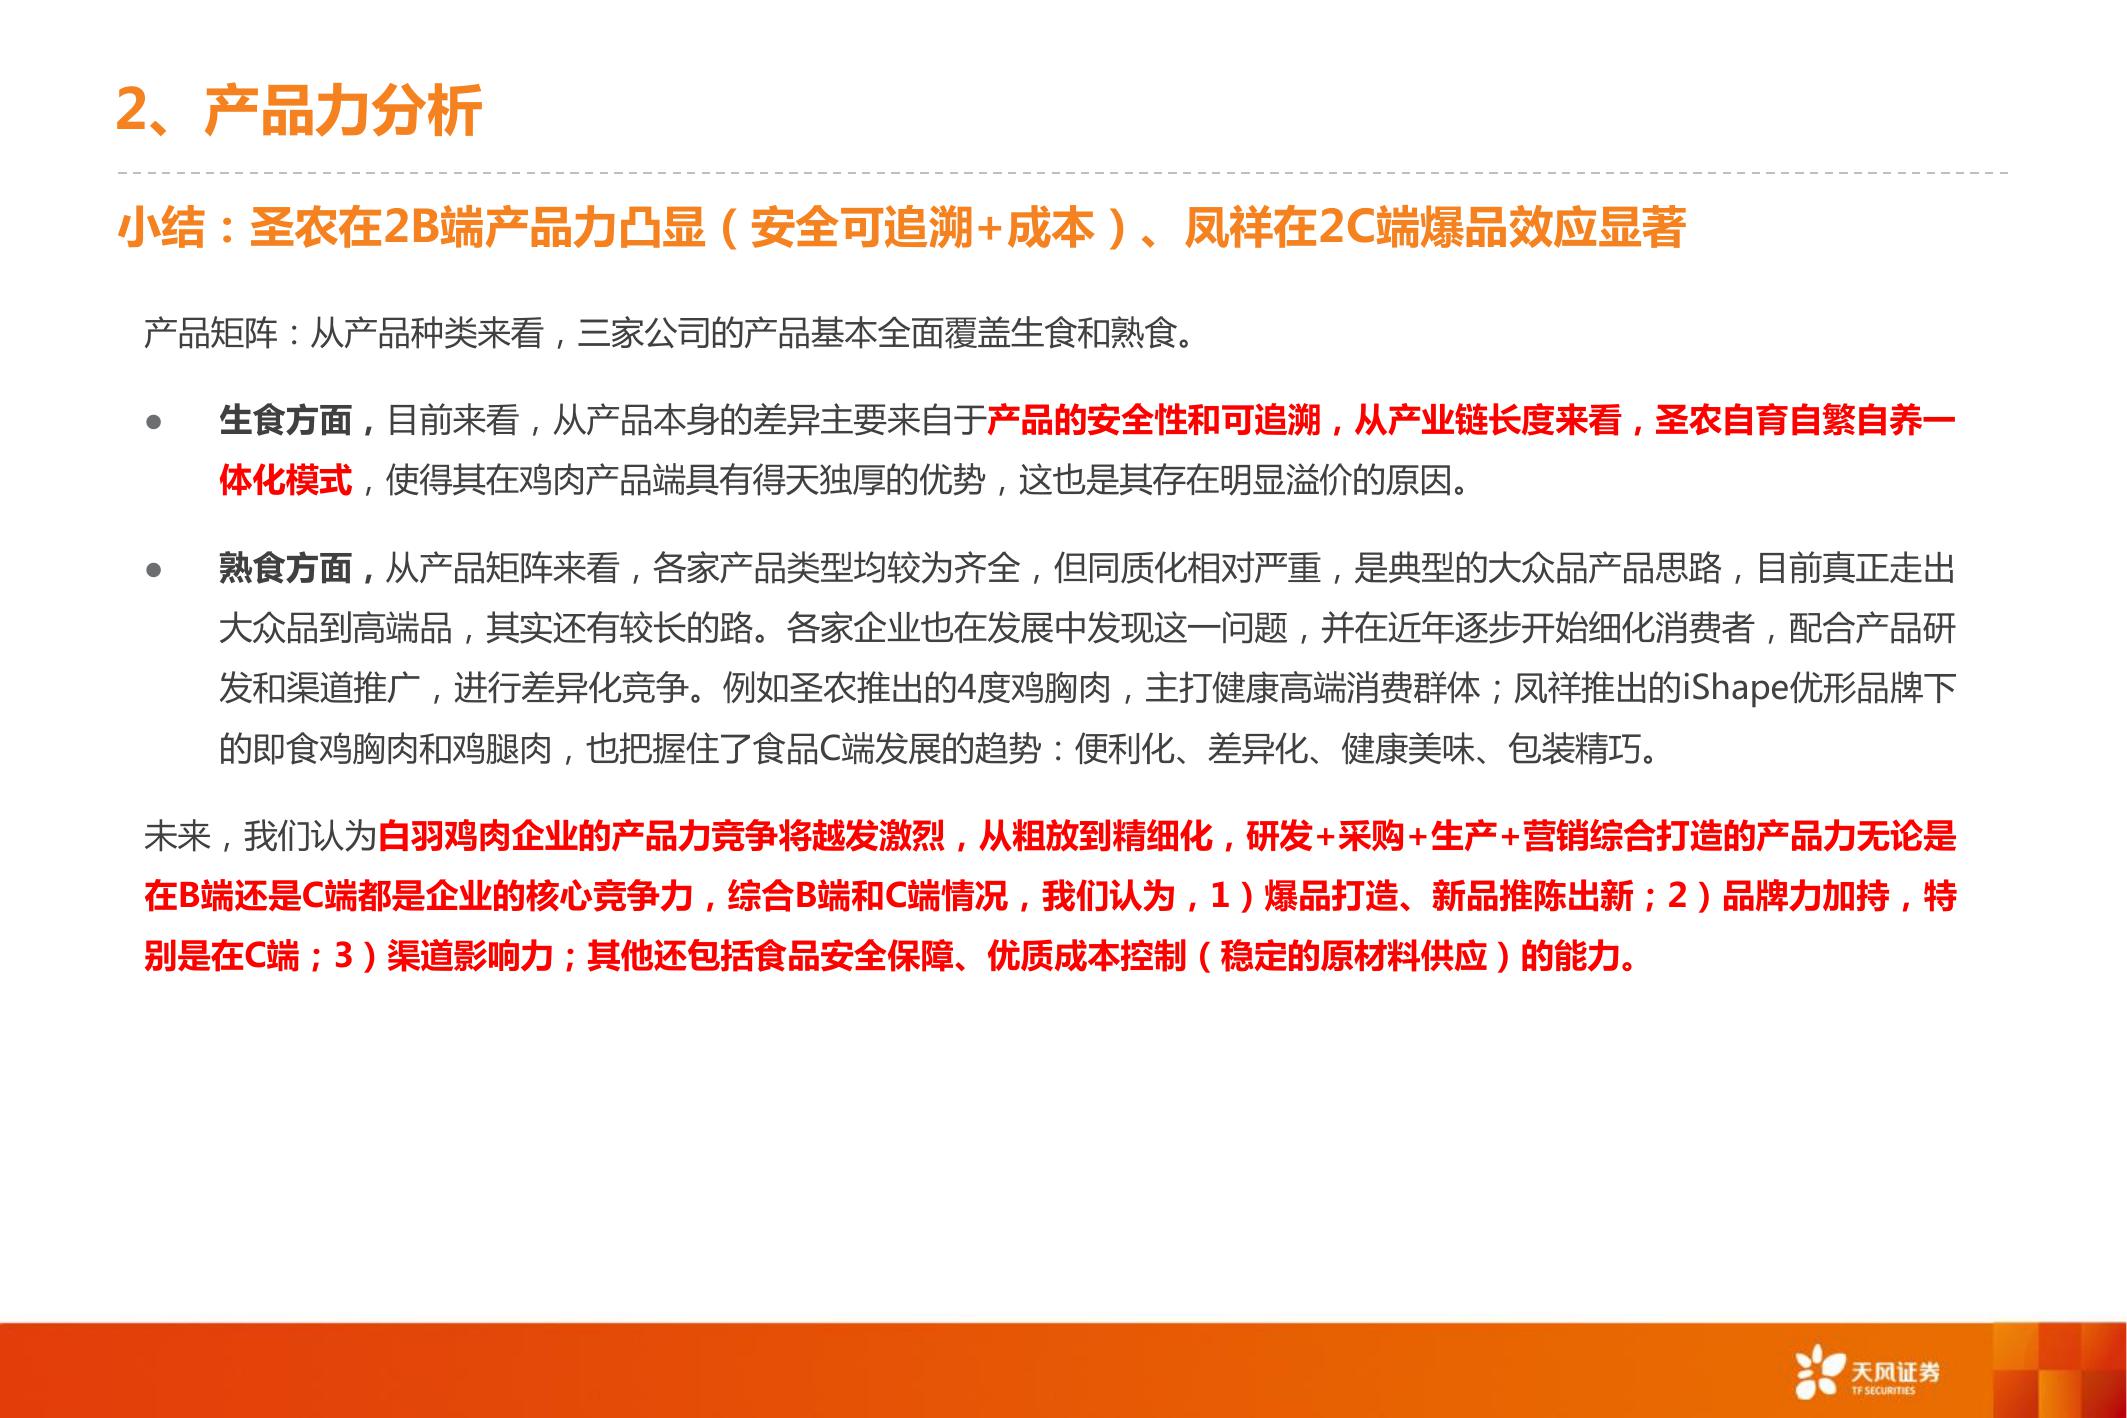 2、产品力分析
小结：圣农在2B端产品力凸显（安全可追溯+成本）、凤祥在2C端爆品效应显著
产品矩阵：从产品种类来看，三家公司的产品基本全面覆盖生食和熟食。
● 生食方面，目前来看，从产品本身的差异主要来自于产品的安全性和可追溯，从产业链长度来看，圣农自育自繁自养一
体化模式，使得其在鸡肉产品端具有得天独厚的优势，这也是其存在明显溢价的原因。
● 熟食方面，从产品矩阵来看，各家产品类型均较为齐全，但同质化相对严重，是典型的大众品产品思路，目前真正走出
大众品到高端品，其实还有较长的路。各家企业也在发展中发现这一问题，并在近年逐步开始细化消费者，配合产品研
发和渠道推广，进行差异化竞争。例如圣农推出的4度鸡胸肉，主打健康高端消费群体；凤祥推出的iShape优形品牌下
的即食鸡胸肉和鸡腿肉，也把握住了食品C端发展的趋势：便利化、差异化、健康美味、包装精巧。
未来，我们认为白羽鸡肉企业的产品力竞争将越发激烈，从粗放到精细化，研发+采购+生产+营销综合打造的产品力无论是
在B端还是C端都是企业的核心竞争力，综合B端和C端情况，我们认为，1）爆品打造、新品推陈出新；2）品牌力加持，特
别是在C端；3）渠道影响力；其他还包括食品安全保障、优质成本控制（稳定的原材料供应）的能力。
天风证券
TF SECURITIES